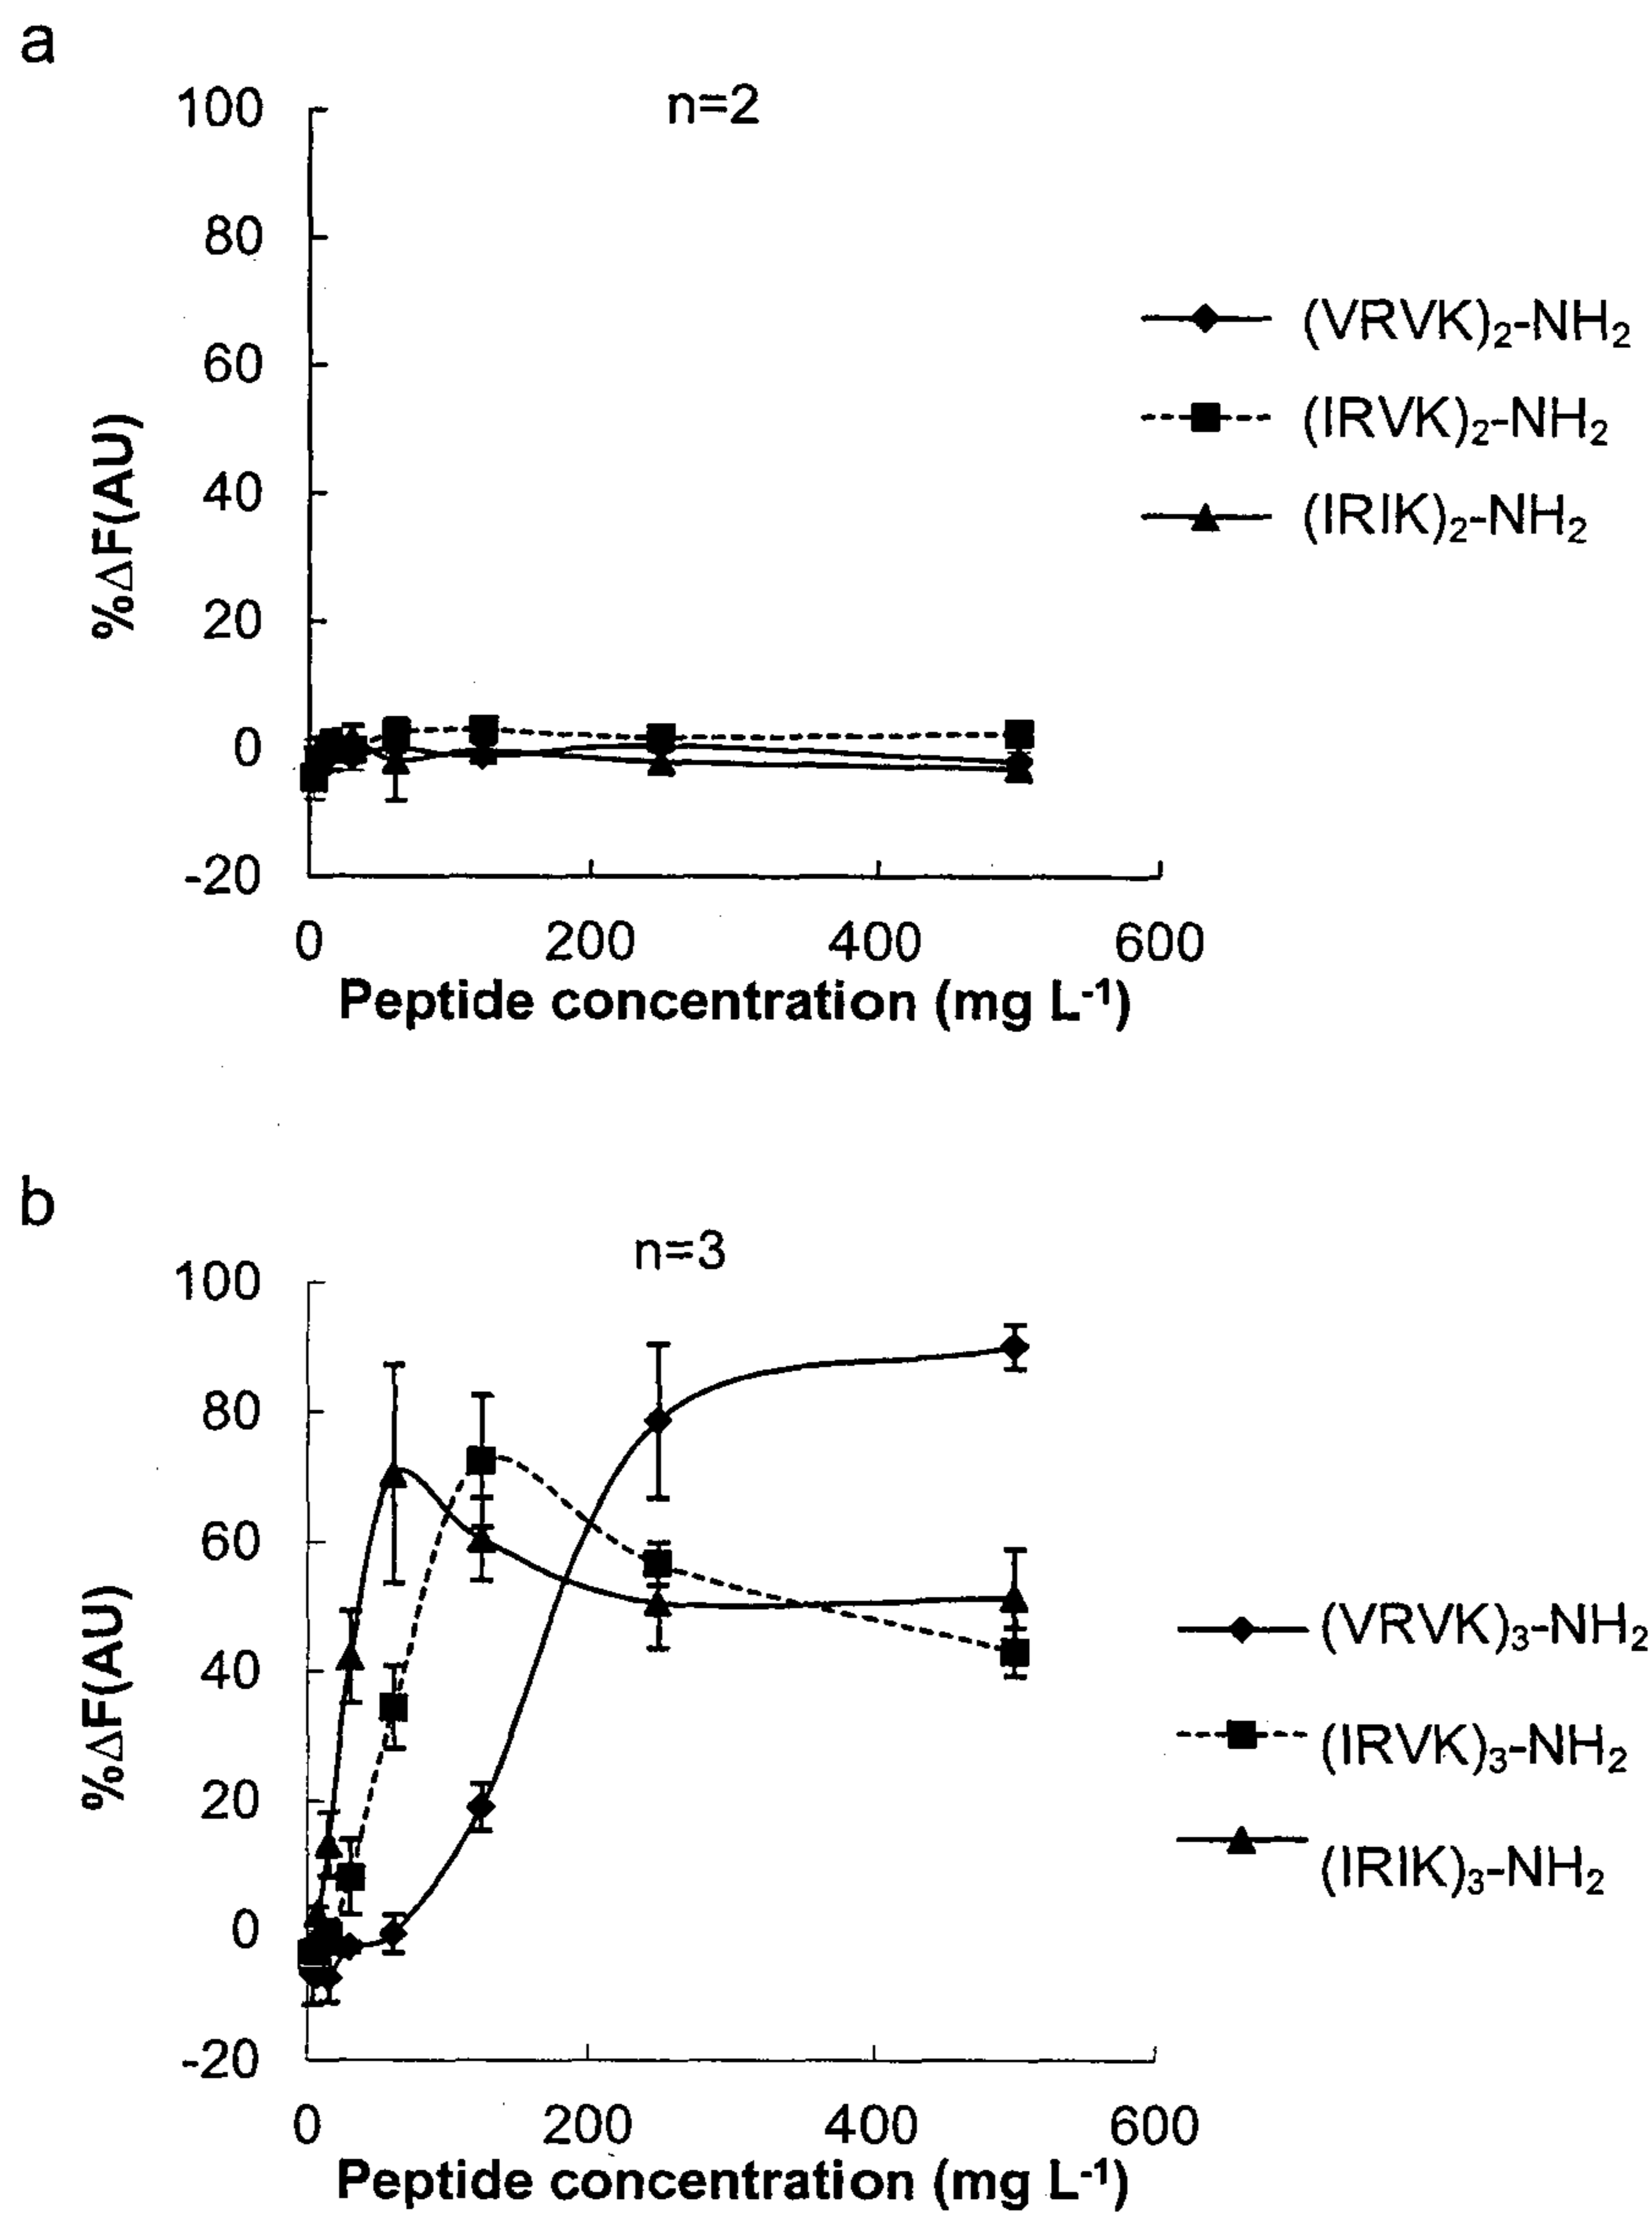 a
n=2
100
80
60
40
20
0
-20
%ΔF(AU)
0 200 400 600
Peptide concentration (mg L⁻¹)
(VRVK)₂-NH₂
(IRVK)₂-NH₂
(IRIK)₂-NH₂
b
n=3
100
80
60
40
20
0
-20
%ΔF(AU)
0 200 400 600
Peptide concentration (mg L⁻¹)
(VRVK)₃-NH₂
(IRVK)₃-NH₂
(IRIK)₃-NH₂